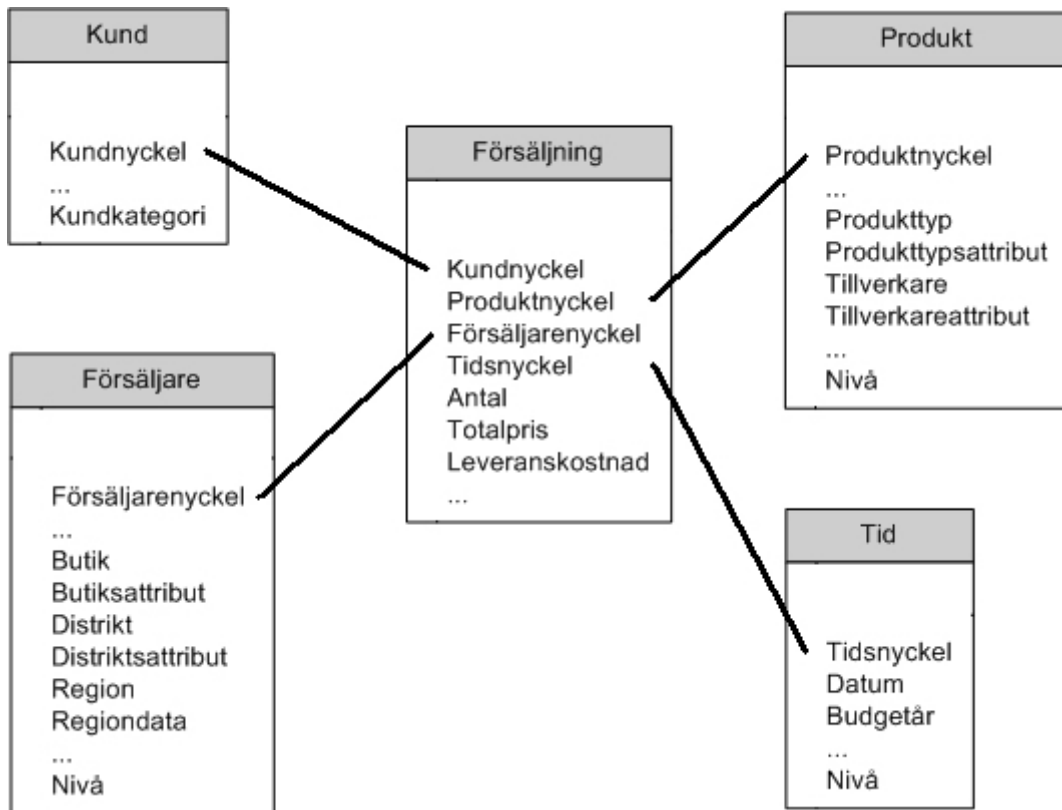 Kund
Kundnyckel
...
Kundkategori
Försäljning
Kundnyckel
Produktnyckel
Försäljarenyckel
Tidsnyckel
Antal
Totalpris
Leveranskostnad
...
Produkt
Produktnyckel
...
Produkttyp
Produkttypsattribut
Tillverkare
Tillverkareattribut
...
Nivå
Försäljare
Försäljarenyckel
...
Butik
Butiksattribut
Distrikt
Distriktsattribut
Region
Regiondata
...
Nivå
Tid
Tidsnyckel
Datum
Budgetår
...
Nivå